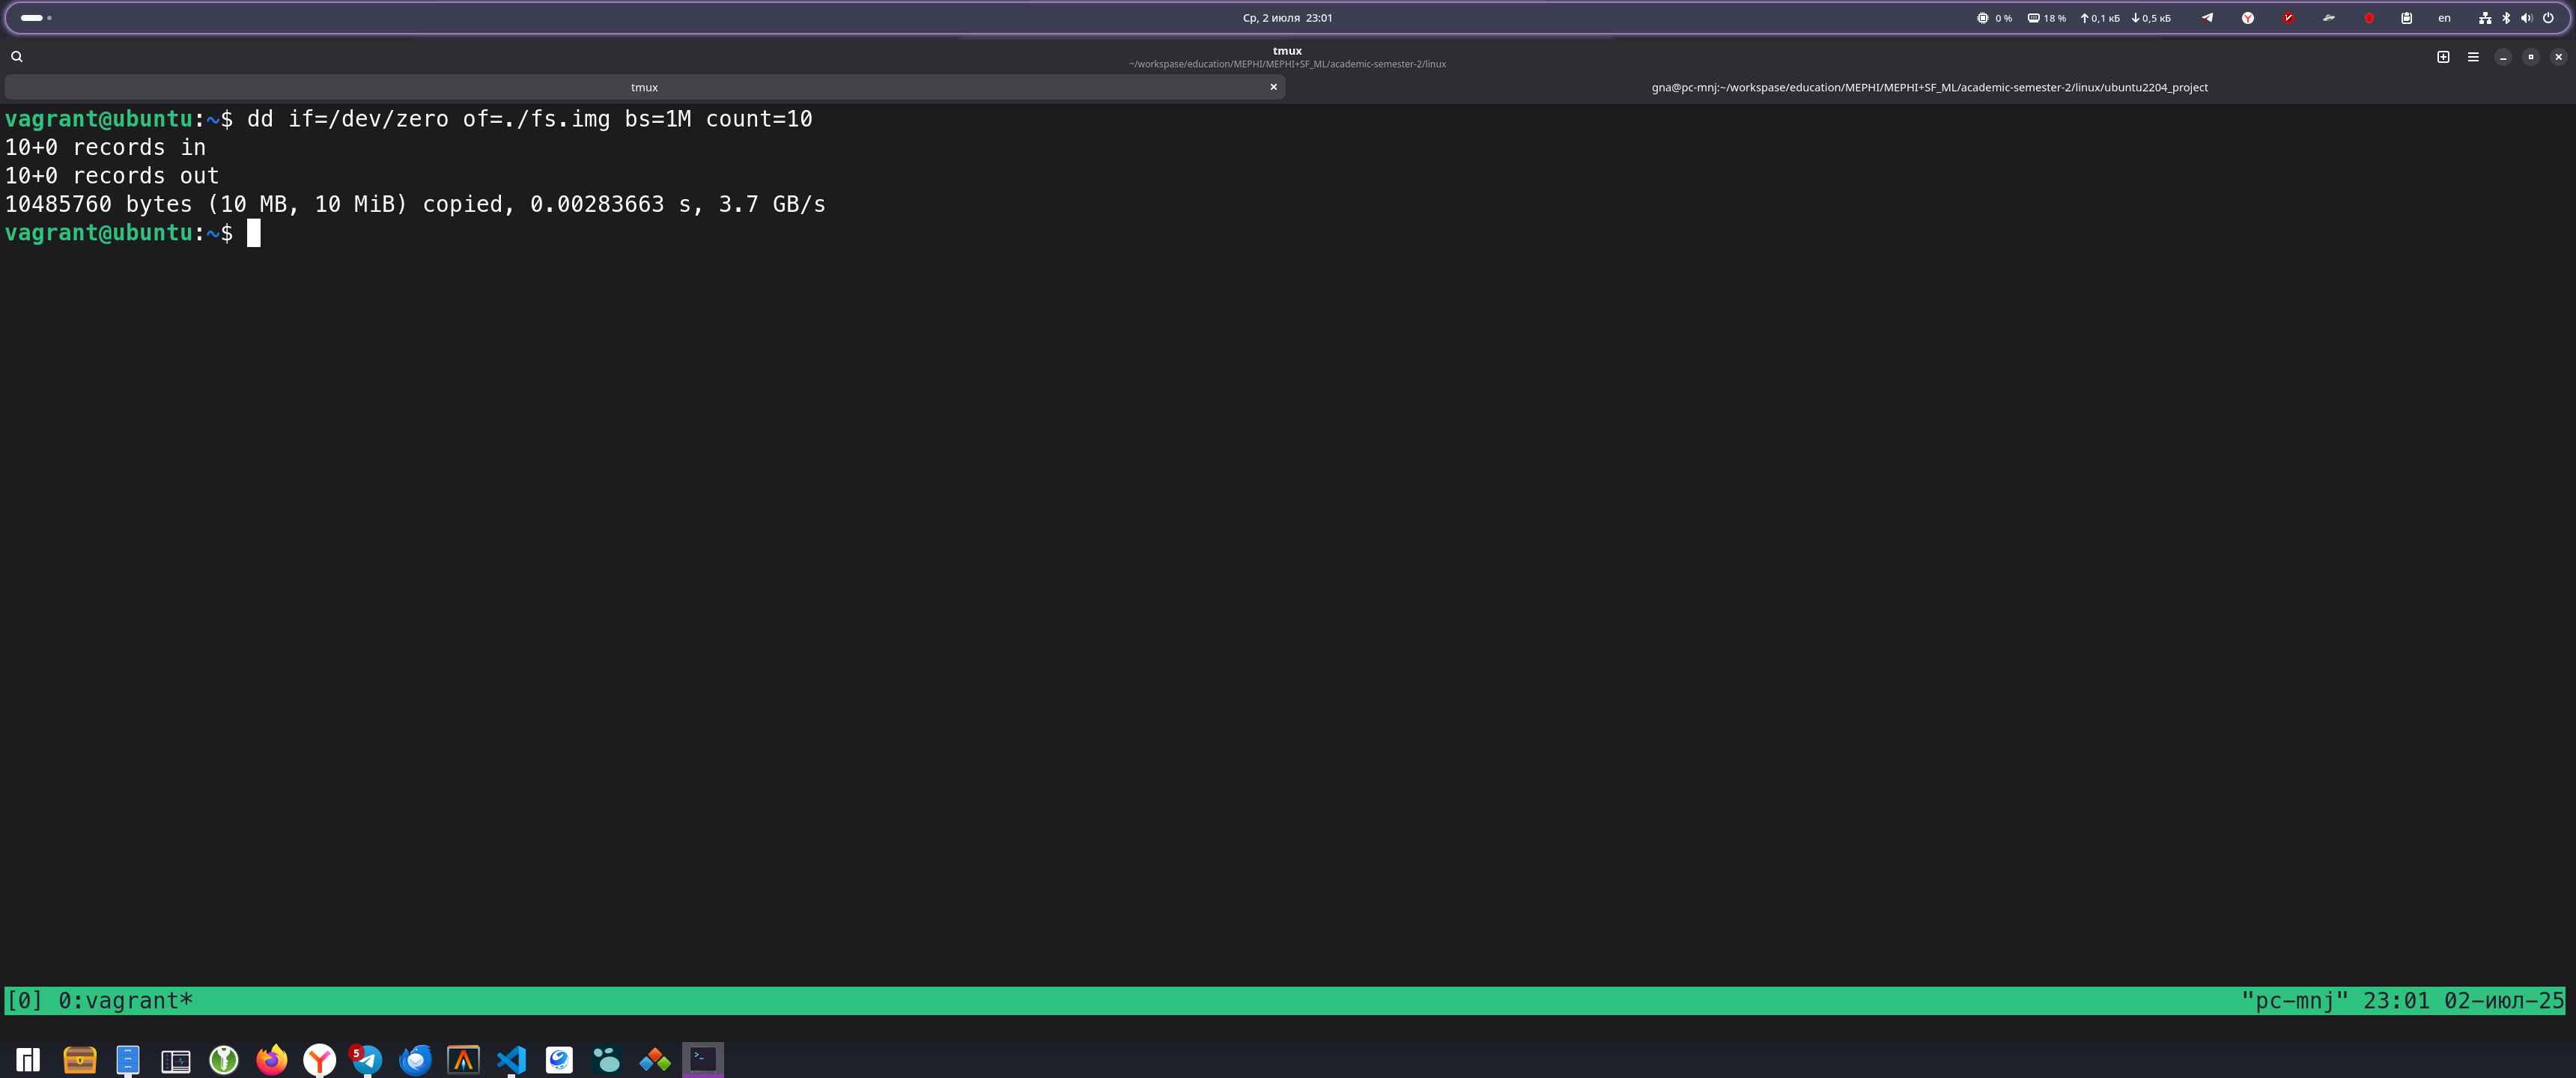 Ср, 2 июля 23:01
0 % 18 % 0,1 кБ 0,5 кБ en
tmux
~/workspase/education/MEPHI/MEPHI+SF_ML/academic-semester-2/linux
tmux
gna@pc-mnj:~/workspase/education/MEPHI/MEPHI+SF_ML/academic-semester-2/linux/ubuntu2204_project
vagrant@ubuntu:~$ dd if=/dev/zero of=./fs.img bs=1M count=10
10+0 records in
10+0 records out
10485760 bytes (10 MB, 10 MiB) copied, 0.00283663 s, 3.7 GB/s
vagrant@ubuntu:~$
[0] 0:vagrant* "pc-mnj" 23:01 02-июл-25
5